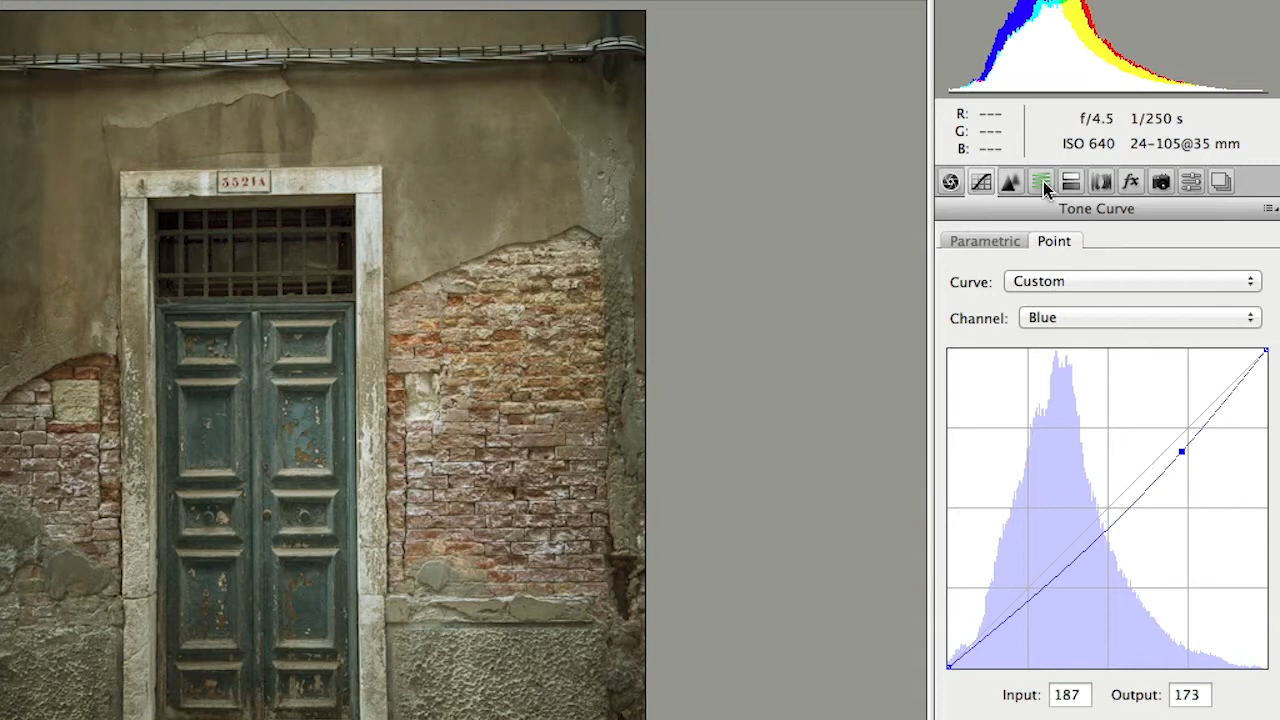 3521A
R: ---
G: ---
B: ---
f/4.5 1/250 s
ISO 640 24-105@35 mm
fx
Tone Curve
Parametric Point
Curve: Custom
Channel: Blue
Input: 187 Output: 173